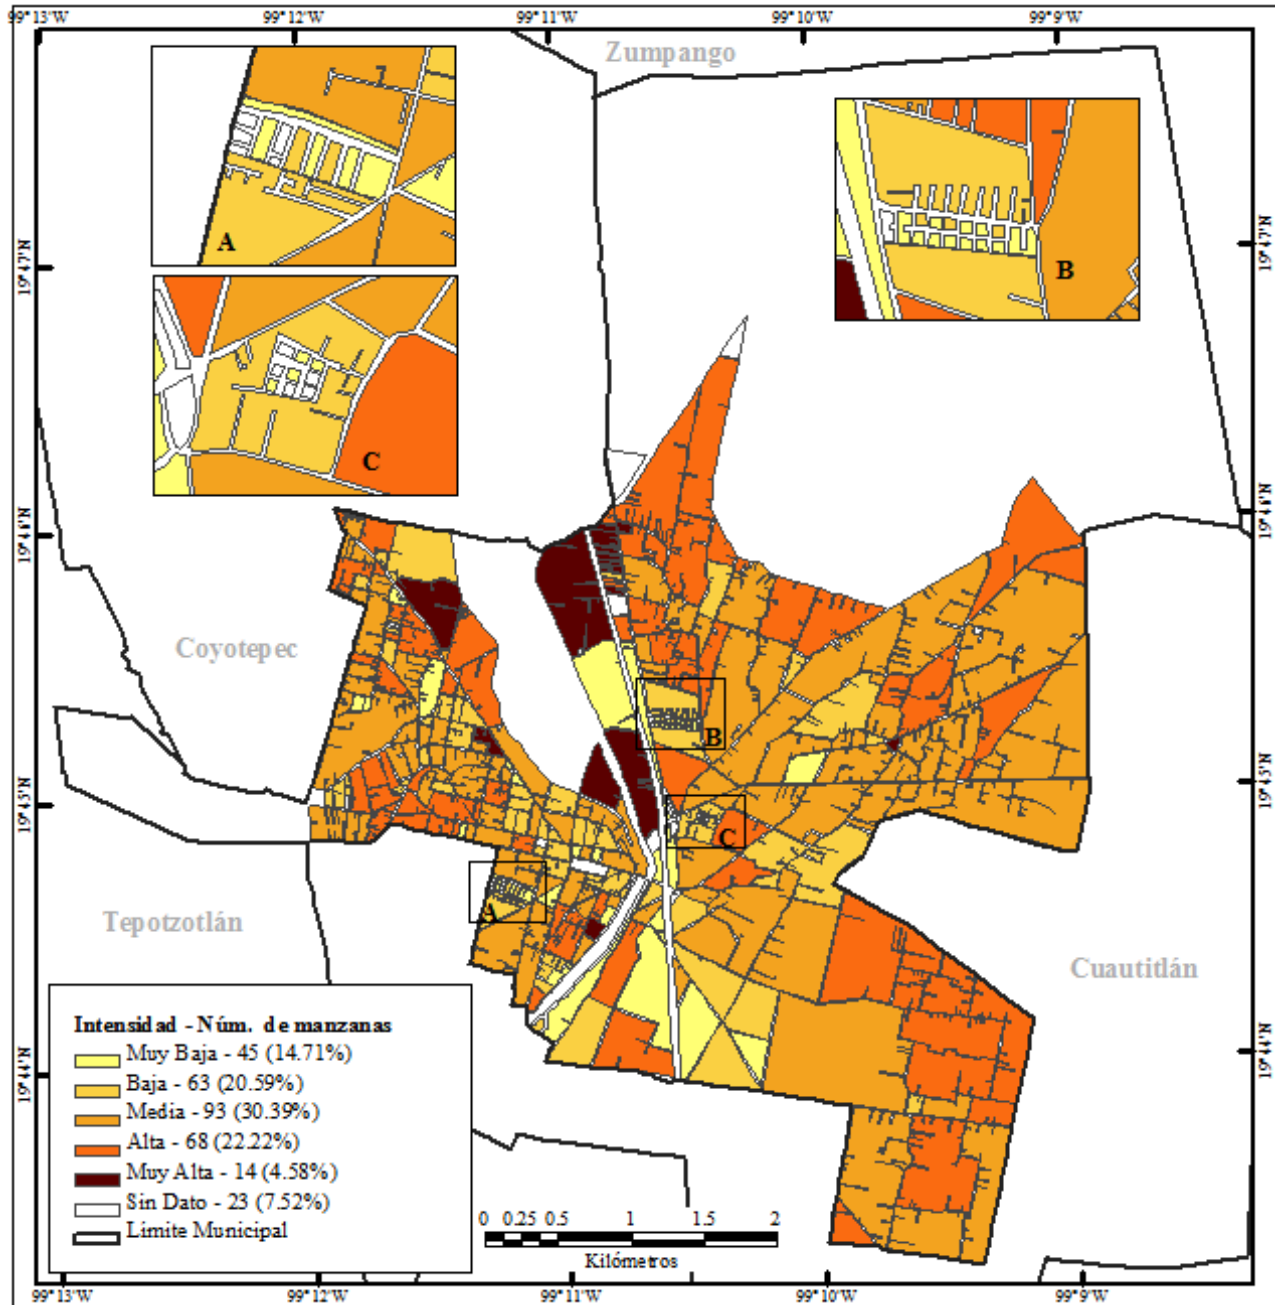 99°13'W 99°12'W 99°11'W 99°10'W 99°9'W
Zumpango
A
B
19°47'N 19°47'N
C
19°46'N 19°46'N
Coyotepec
B
19°45'N 19°45'N
C
A
Tepotzotlán
Cuautitlán
Intensidad - Núm. de manzanas
Muy Baja - 45 (14.71%)
Baja - 63 (20.59%)
Media - 93 (30.39%)
Alta - 68 (22.22%)
Muy Alta - 14 (4.58%)
Sin Dato - 23 (7.52%)
Limite Municipal
19°44'N 19°44'N
0 0.25 0.5 1 1.5 2
Kilómetros
99°13'W 99°12'W 99°11'W 99°10'W 99°9'W